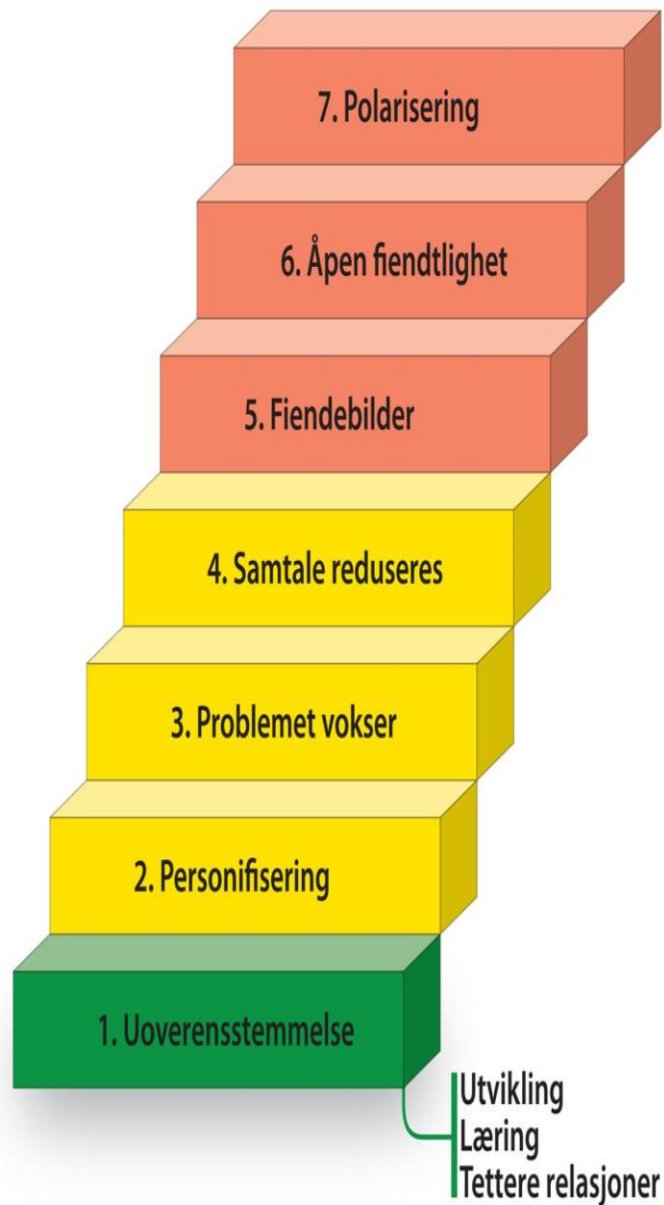 7. Polarisering
6. Åpen fiendtlighet
5. Fiendebilder
4. Samtale reduseres
3. Problemet vokser
2. Personifisering
1. Uoverensstemmelse
Utvikling
Læring
Tettere relasjoner